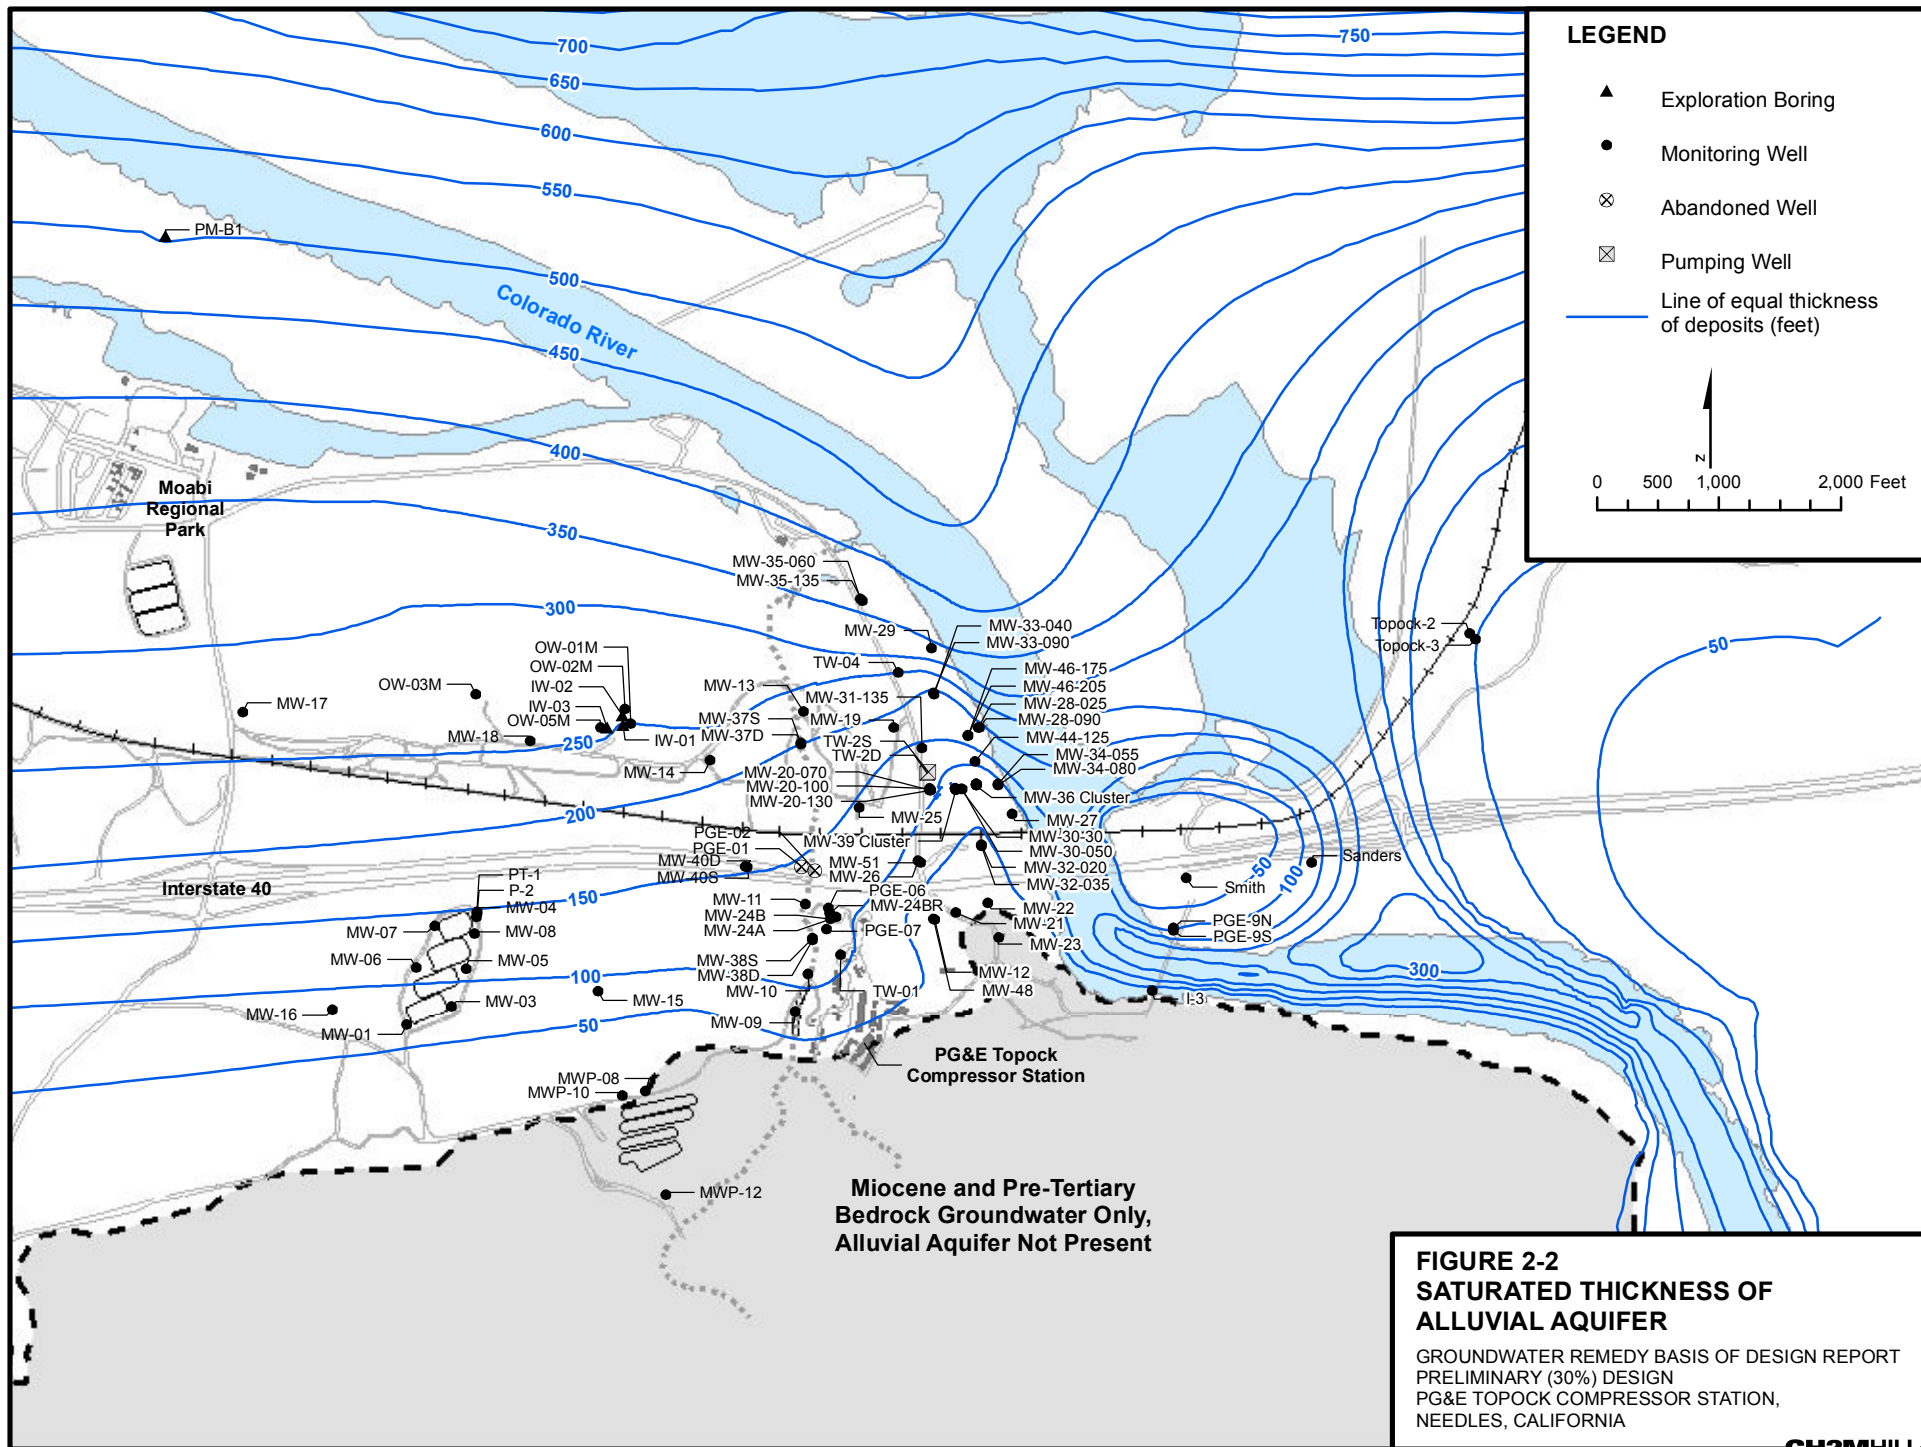 700
750
650
600
550
500
450
400
350
300
250
200
150
100
50
50
50
100
300
PM-B1
Colorado River
Moabi
Regional
Park
MW-35-060
MW-35-135
MW-29
MW-33-040
MW-33-090
TW-04
MW-46-175
MW-46-205
MW-28-025
MW-28-090
MW-44-125
MW-34-055
MW-34-080
MW-36 Cluster
MW-27
MW-30-30
MW-30-050
MW-32-020
MW-32-035
Topock-2
Topock-3
OW-01M
OW-02M
IW-02
IW-03
OW-05M
IW-01
OW-03M
MW-17
MW-18
MW-13
MW-31-135
MW-37S
MW-37D
MW-19
TW-2S
TW-2D
MW-14
MW-20-070
MW-20-100
MW-20-130
MW-25
PGE-02
PGE-01
MW-39 Cluster
MW-40D
MW-40S
MW-51
MW-26
Sanders
Smith
Interstate 40
PT-1
P-2
MW-04
MW-08
MW-07
MW-06
MW-05
MW-03
MW-15
MW-16
MW-01
MW-11
MW-24B
MW-24A
PGE-06
MW-24BR
PGE-07
MW-38S
MW-38D
MW-10
TW-01
MW-09
MW-22
MW-21
MW-23
MW-12
MW-48
PGE-9N
PGE-9S
I-3
MWP-08
MWP-10
MWP-12
PG&E Topock
Compressor Station
Miocene and Pre-Tertiary
Bedrock Groundwater Only,
Alluvial Aquifer Not Present
LEGEND
Exploration Boring
Monitoring Well
Abandoned Well
Pumping Well
Line of equal thickness
of deposits (feet)
N
0 500 1,000 2,000 Feet
FIGURE 2-2
SATURATED THICKNESS OF
ALLUVIAL AQUIFER
GROUNDWATER REMEDY BASIS OF DESIGN REPORT
PRELIMINARY (30%) DESIGN
PG&E TOPOCK COMPRESSOR STATION,
NEEDLES, CALIFORNIA
CH2MHILL